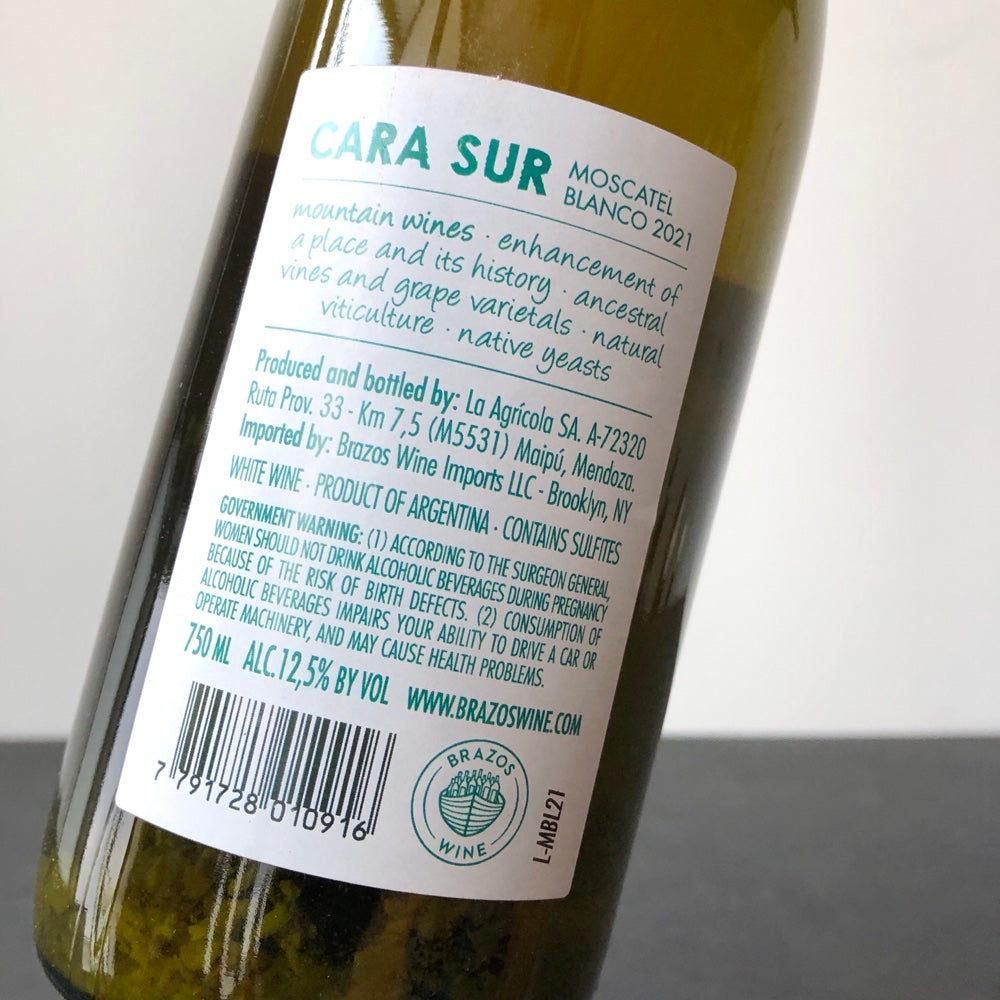 CARA SUR
MOSCATEL
BLANCO 2021
mountain wines · enhancement of
a place and its history · ancestral
vines and grape varietals · natural
viticulture · native yeasts
Produced and bottled by: La Agrícola SA. A-72320
Ruta Prov. 33 - Km 7,5 (M5531) Maipú, Mendoza.
Imported by: Brazos Wine Imports LLC - Brooklyn, NY
WHITE WINE · PRODUCT OF ARGENTINA · CONTAINS SULFITES
GOVERNMENT WARNING: (1) ACCORDING TO THE SURGEON GENERAL,
WOMEN SHOULD NOT DRINK ALCOHOLIC BEVERAGES DURING PREGNANCY
BECAUSE OF THE RISK OF BIRTH DEFECTS. (2) CONSUMPTION OF
ALCOHOLIC BEVERAGES IMPAIRS YOUR ABILITY TO DRIVE A CAR OR
OPERATE MACHINERY, AND MAY CAUSE HEALTH PROBLEMS.
750 ML ALC.12,5% BY VOL WWW.BRAZOSWINE.COM
7 791728 010916
BRAZOS
WINE
L-MBL21